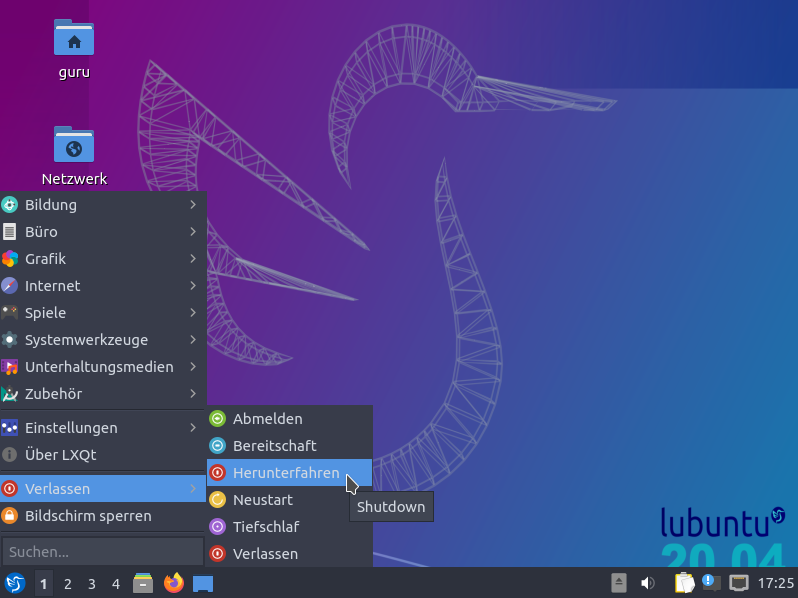 guru
Netzwerk
Bildung
Büro
Grafik
Internet
Spiele
Systemwerkzeuge
Unterhaltungsmedien
Zubehör
Einstellungen
Über LXQt
Verlassen
Bildschirm sperren
Suchen...
Abmelden
Bereitschaft
Herunterfahren
Neustart
Tiefschlaf
Verlassen
Shutdown
lubuntu
20.04
1 2 3 4
17:25